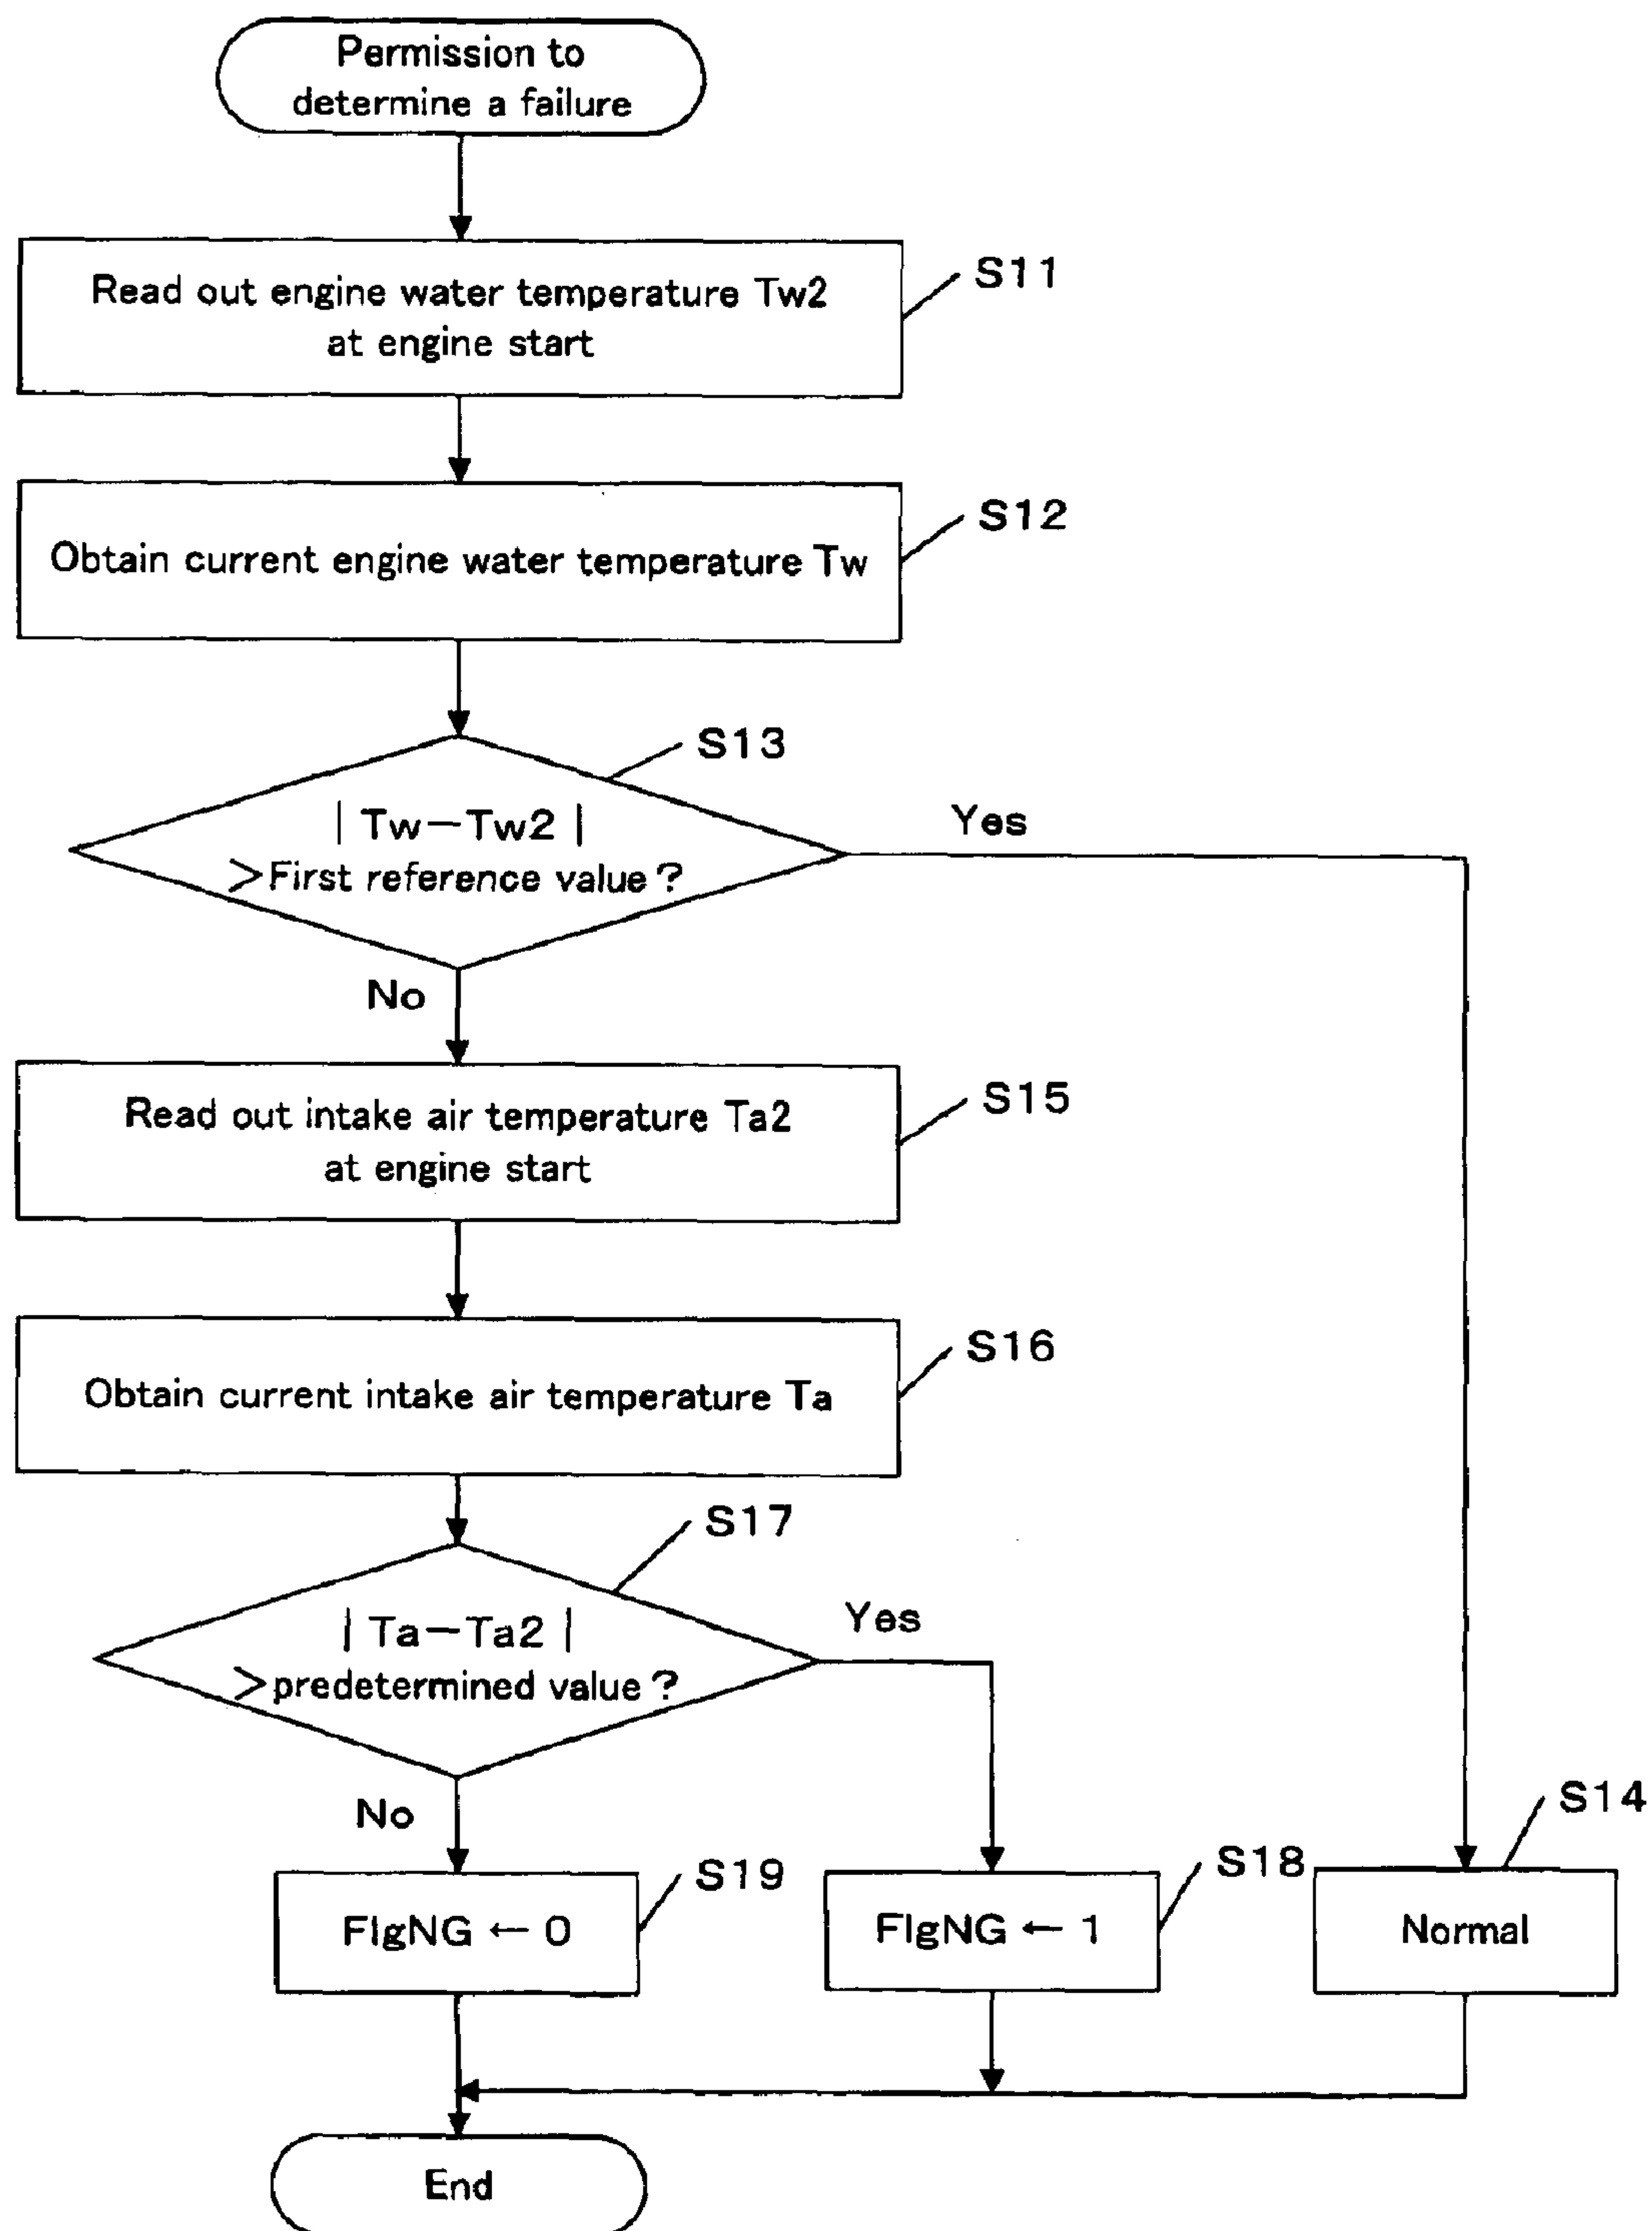 Permission to
determine a failure
Read out engine water temperature Tw2
at engine start
S11
Obtain current engine water temperature Tw
S12
S13
| Tw−Tw2 |
>First reference value?
Yes
No
Read out intake air temperature Ta2
at engine start
S15
Obtain current intake air temperature Ta
S16
S17
| Ta−Ta2 |
>predetermined value?
Yes
No
FlgNG ← 0
S19
FlgNG ← 1
S18
Normal
S14
End